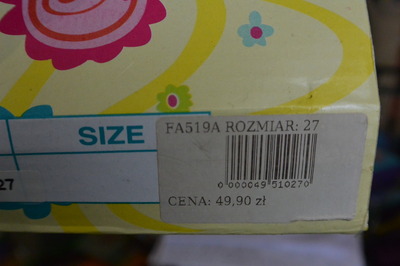 SIZE
27
FA519A ROZMIAR: 27
0 000049 510270
CENA: 49,90 zł